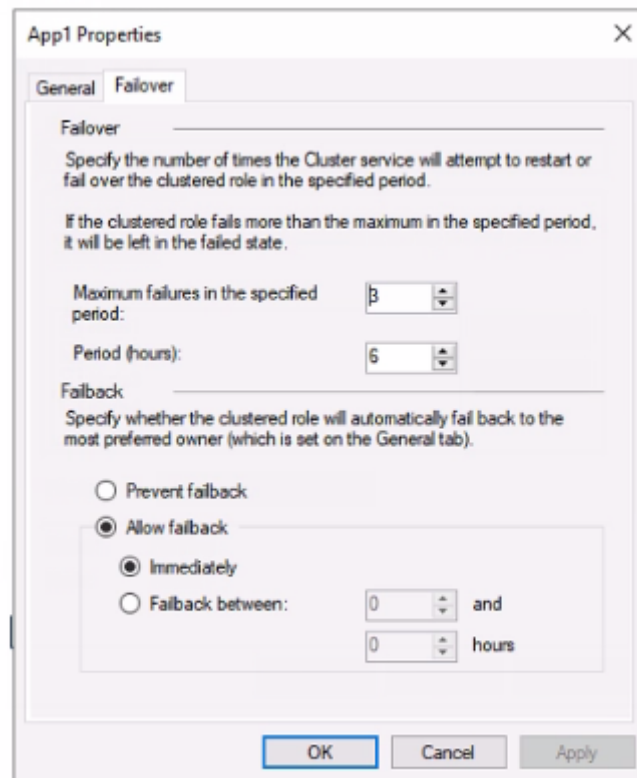 App1 Properties
General
Failover
Failover
Specify the number of times the Cluster service will attempt to restart or
fail over the clustered role in the specified period.
If the clustered role fails more than the maximum in the specified period,
it will be left in the failed state.
Maximum failures in the specified
period:
3
Period (hours):
6
Failback
Specify whether the clustered role will automatically fail back to the
most preferred owner (which is set on the General tab).
Prevent failback
Allow failback
Immediately
Failback between:
0
and
0
hours
OK
Cancel
Apply